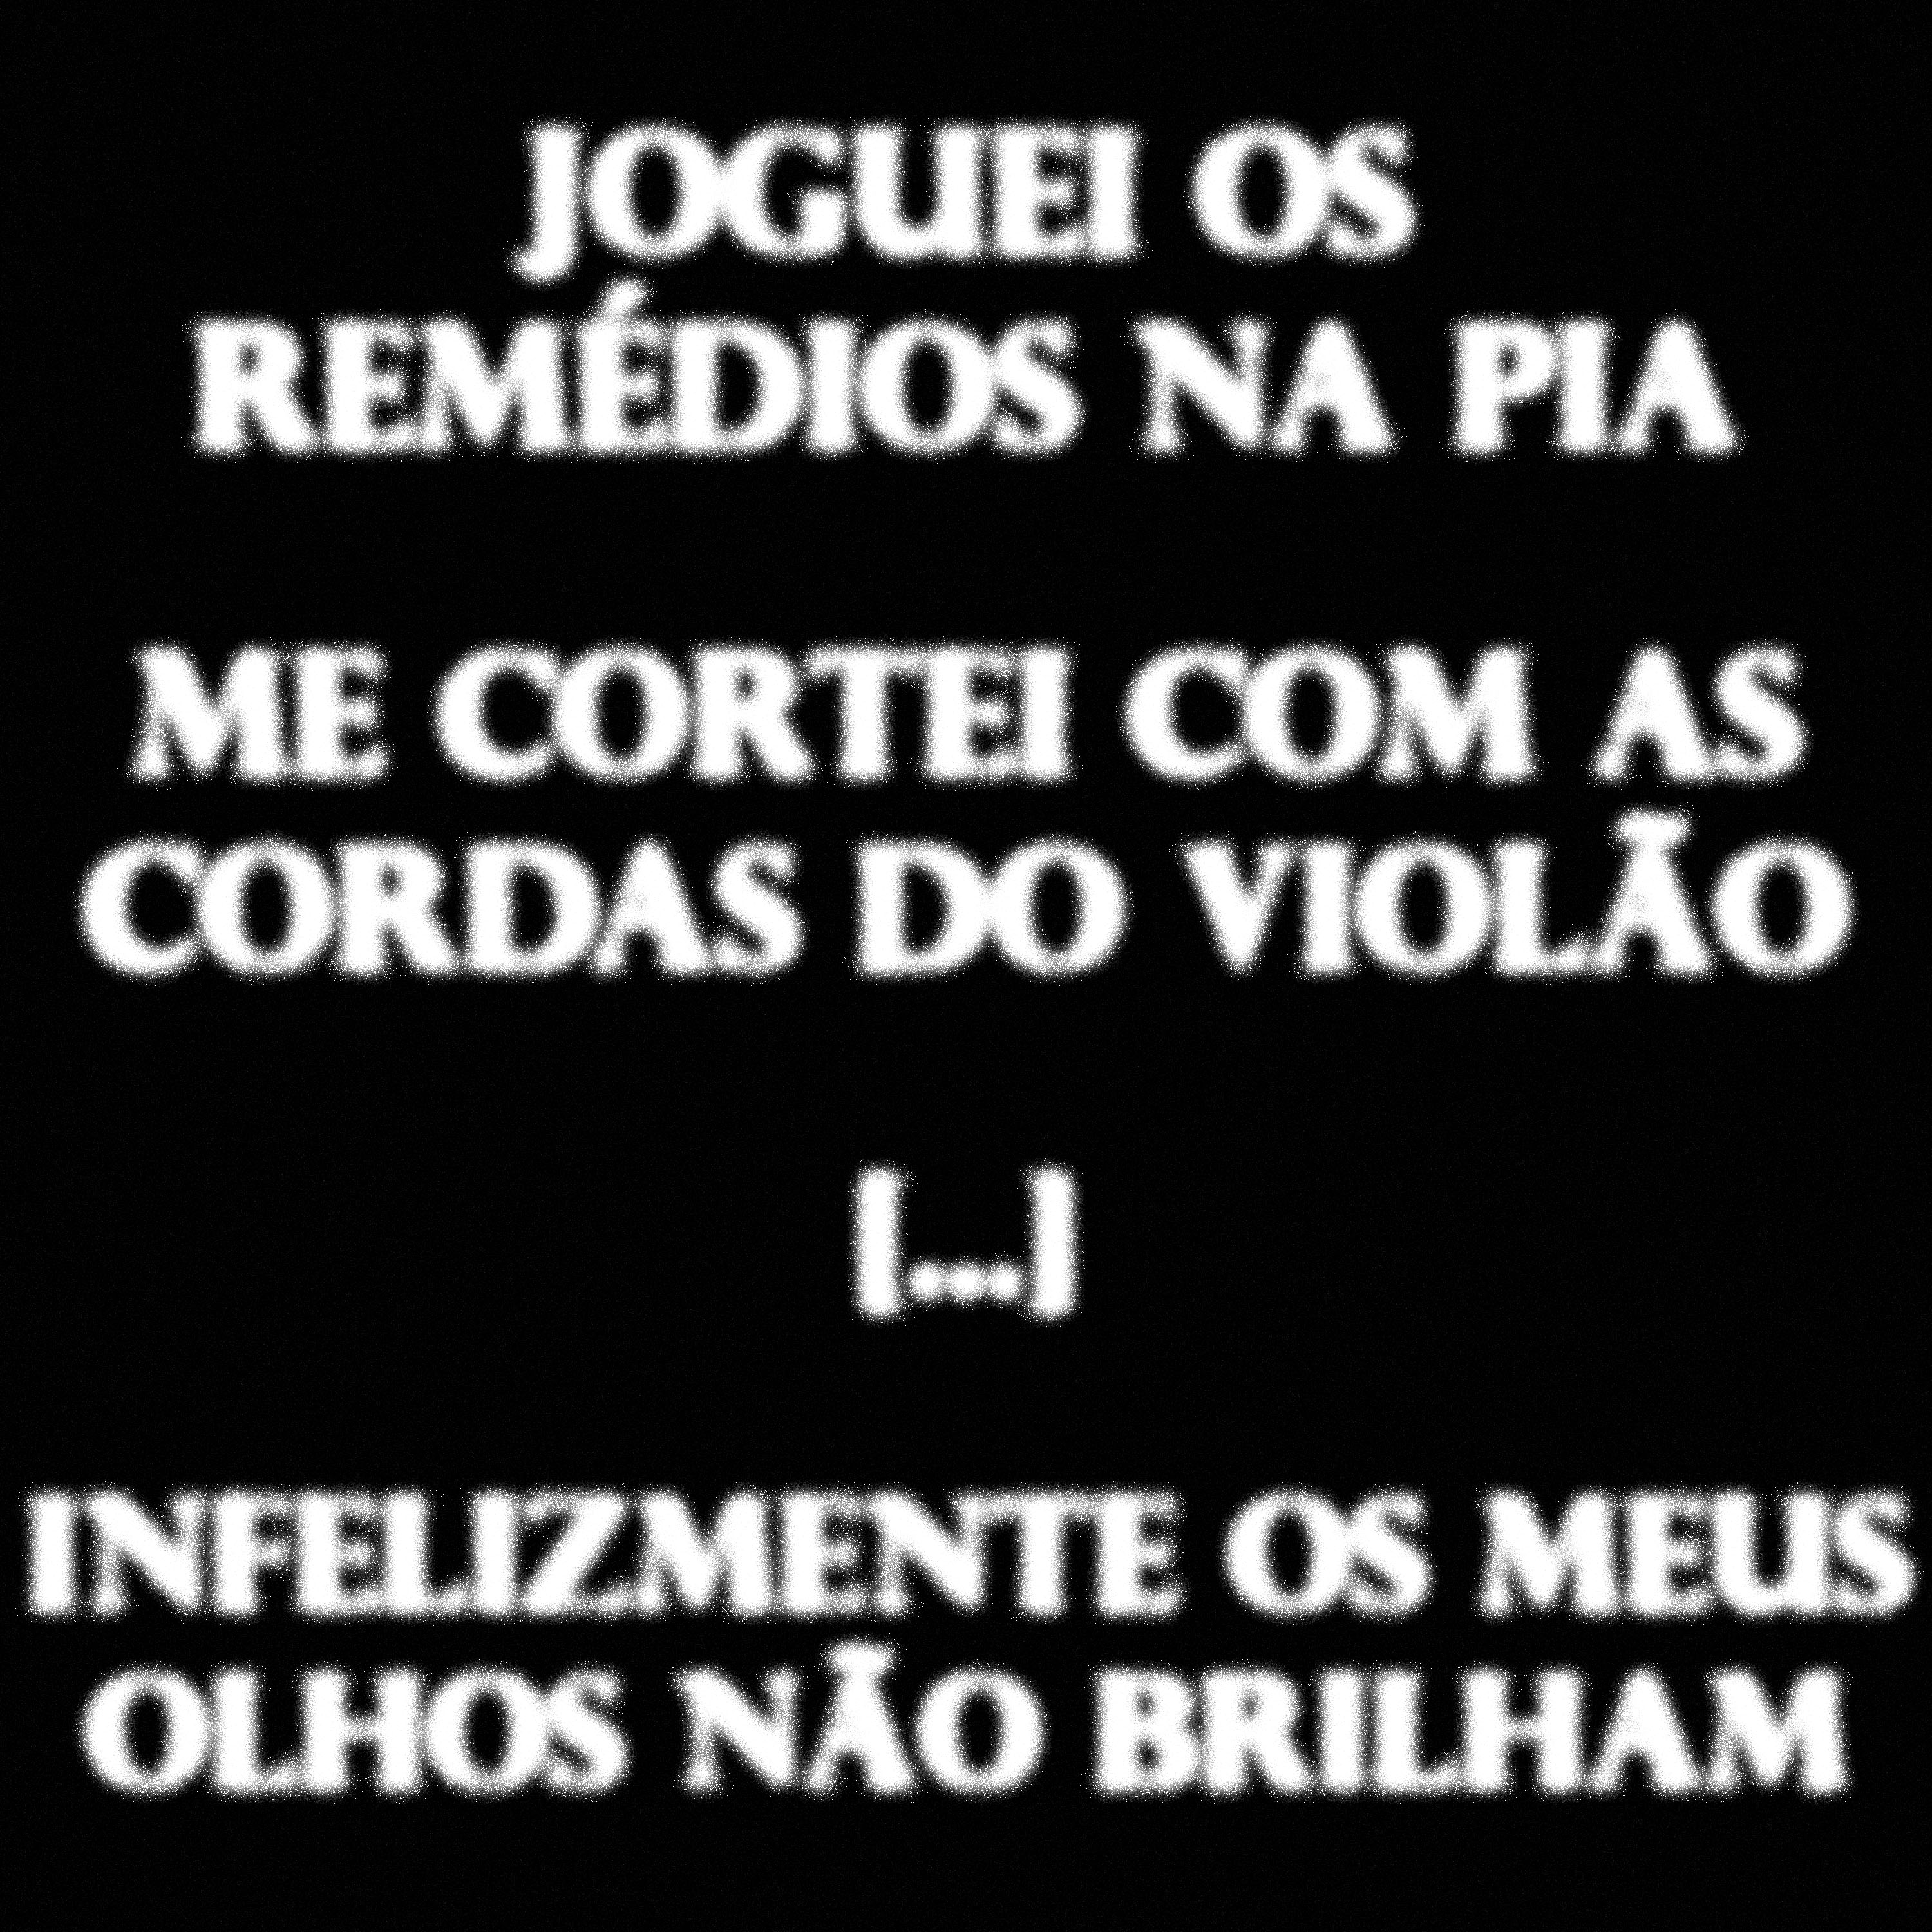 JOGUEI OS
REMÉDIOS NA PIA
ME CORTEI COM AS
CORDAS DO VIOLÃO
[...]
INFELIZMENTE OS MEUS
OLHOS NÃO BRILHAM